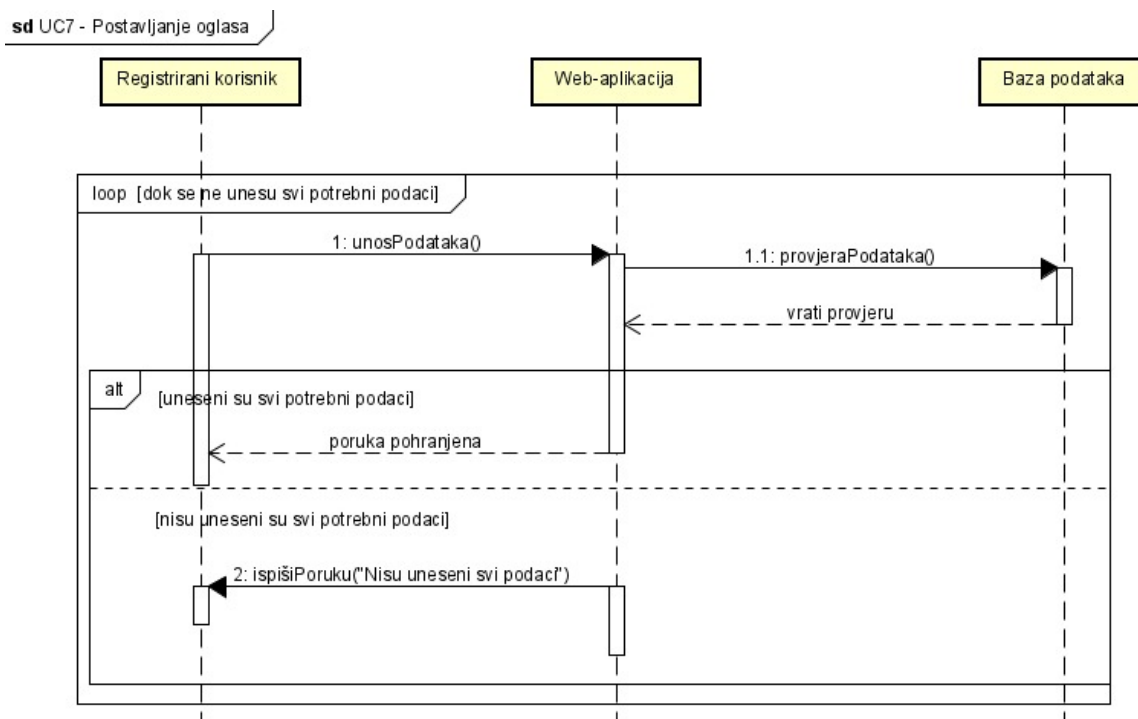 sd UC7 - Postavljanje oglasa
Registrirani korisnik
Web-aplikacija
Baza podataka
loop [dok se ne unesu svi potrebni podaci]
1: unosPodataka()
1.1: provjeraPodataka()
vrati provjeru
alt
[uneseni su svi potrebni podaci]
poruka pohranjena
[nisu uneseni su svi potrebni podaci]
2: ispišiPoruku("Nisu uneseni svi podaci")